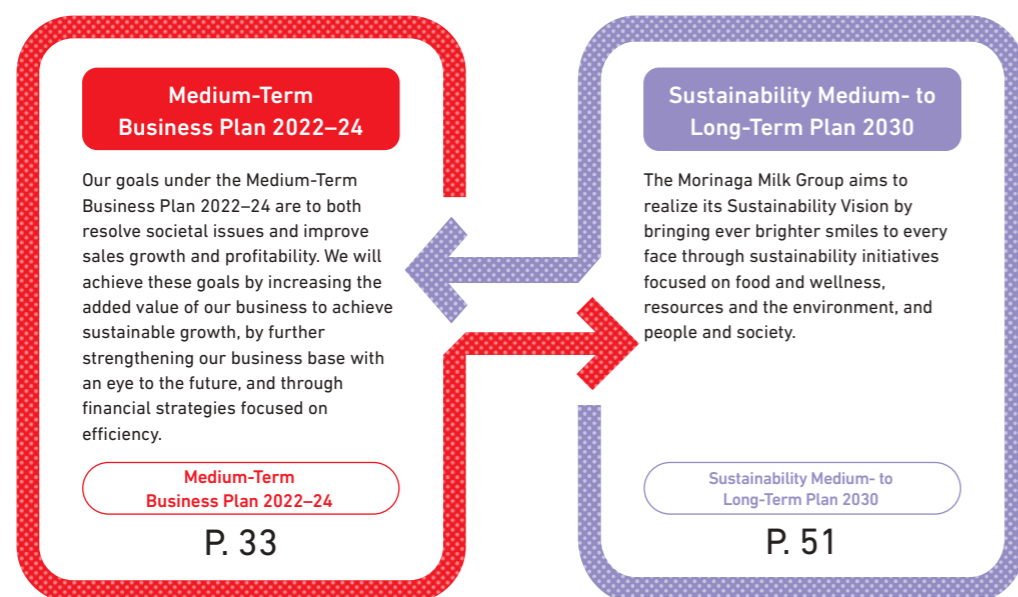 Medium-Term
Business Plan 2022–24
Our goals under the Medium-Term
Business Plan 2022–24 are to both
resolve societal issues and improve
sales growth and profitability. We will
achieve these goals by increasing the
added value of our business to achieve
sustainable growth, by further
strengthening our business base with
an eye to the future, and through
financial strategies focused on
efficiency.
Medium-Term
Business Plan 2022–24
P. 33
Sustainability Medium- to
Long-Term Plan 2030
The Morinaga Milk Group aims to
realize its Sustainability Vision by
bringing ever brighter smiles to every
face through sustainability initiatives
focused on food and wellness,
resources and the environment, and
people and society.
Sustainability Medium- to
Long-Term Plan 2030
P. 51